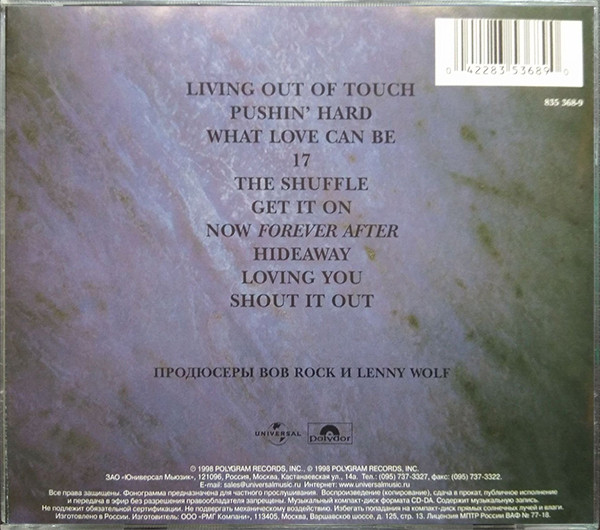 0 42283 53689 0
835 368-9
LIVING OUT OF TOUCH
PUSHIN' HARD
WHAT LOVE CAN BE
17
THE SHUFFLE
GET IT ON
NOW FOREVER AFTER
HIDEAWAY
LOVING YOU
SHOUT IT OUT
ПРОДЮСЕРЫ BOB ROCK И LENNY WOLF
UNIVERSAL
polydor
℗ 1998 POLYGRAM RECORDS, INC., © 1998 POLYGRAM RECORDS, INC.
ЗАО «Юниверсал Мьюзик», 121096, Россия, Москва, Кастанаевская ул., 14а. Тел.: (095) 737-3327, факс: (095) 737-3322.
E-mail: sales@universalmusic.ru Интернет: www.universalmusic.ru
Все права защищены. Фонограмма предназначена для частного прослушивания. Воспроизведение (копирование), сдача в прокат, публичное исполнение
и передача в эфир без разрешения правообладателя запрещены. Музыкальный компакт-диск формата CD-DA. Содержит музыкальную запись.
Не подлежит обязательной сертификации. Не подвергать механическому воздействию. Избегать попадания на компакт-диск прямых солнечных лучей и влаги.
Изготовлено в России. Изготовитель: ООО «РМГ Компани», 113405, Москва, Варшавское шоссе, д. 125, стр. 13. Лицензия МПТР России ВАФ № 77-18.